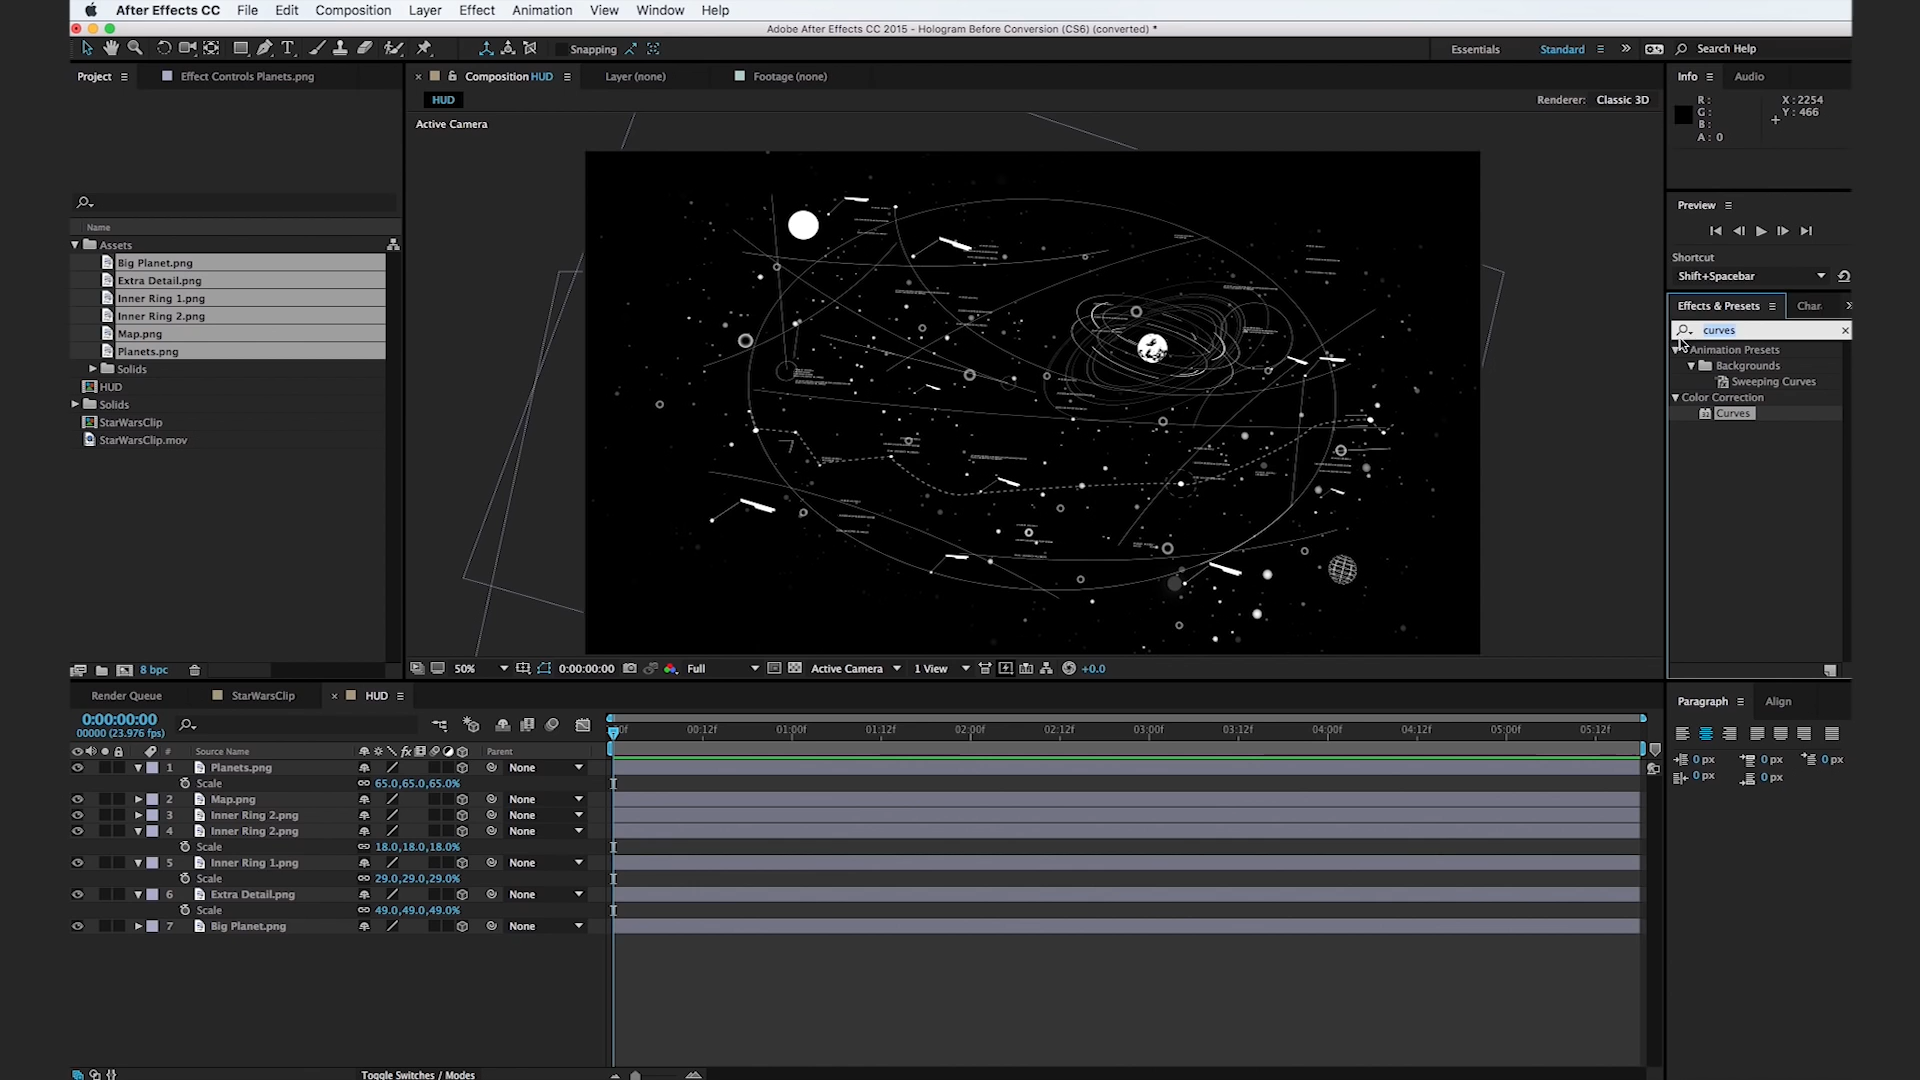 After Effects CC File Edit Composition Layer Effect Animation View Window Help
Adobe After Effects CC 2015 - Hologram Before Conversion (CS6) (converted) *
Snapping
Essentials Standard Search Help
Project Effect Controls Planets.png
Composition HUD Layer (none) Footage (none)
HUD
Renderer: Classic 3D
Active Camera
Name
Assets
Big Planet.png
Extra Detail.png
Inner Ring 1.png
Inner Ring 2.png
Map.png
Planets.png
Solids
HUD
Solids
StarWarsClip
StarWarsClip.mov
8 bpc
50% 0:00:00:00 Full Active Camera 1 View +0.0
Info Audio
R: X: 2254
G: Y: 466
B:
A: 0
Preview
Shortcut
Shift+Spacebar
Effects & Presets Char
curves
Animation Presets
Backgrounds
Sweeping Curves
Color Correction
Curves
Paragraph Align
0 px 0 px 0 px
0 px 0 px
Render Queue StarWarsClip HUD
0:00:00:00
00000 (23.976 fps)
00f 00:12f 01:00f 01:12f 02:00f 02:12f 03:00f 03:12f 04:00f 04:12f 05:00f 05:12f
# Source Name Parent
1 Planets.png None
Scale 65.0,65.0,65.0%
2 Map.png None
3 Inner Ring 2.png None
4 Inner Ring 2.png None
Scale 18.0,18.0,18.0%
5 Inner Ring 1.png None
Scale 29.0,29.0,29.0%
6 Extra Detail.png None
Scale 49.0,49.0,49.0%
7 Big Planet.png None
Toggle Switches / Modes